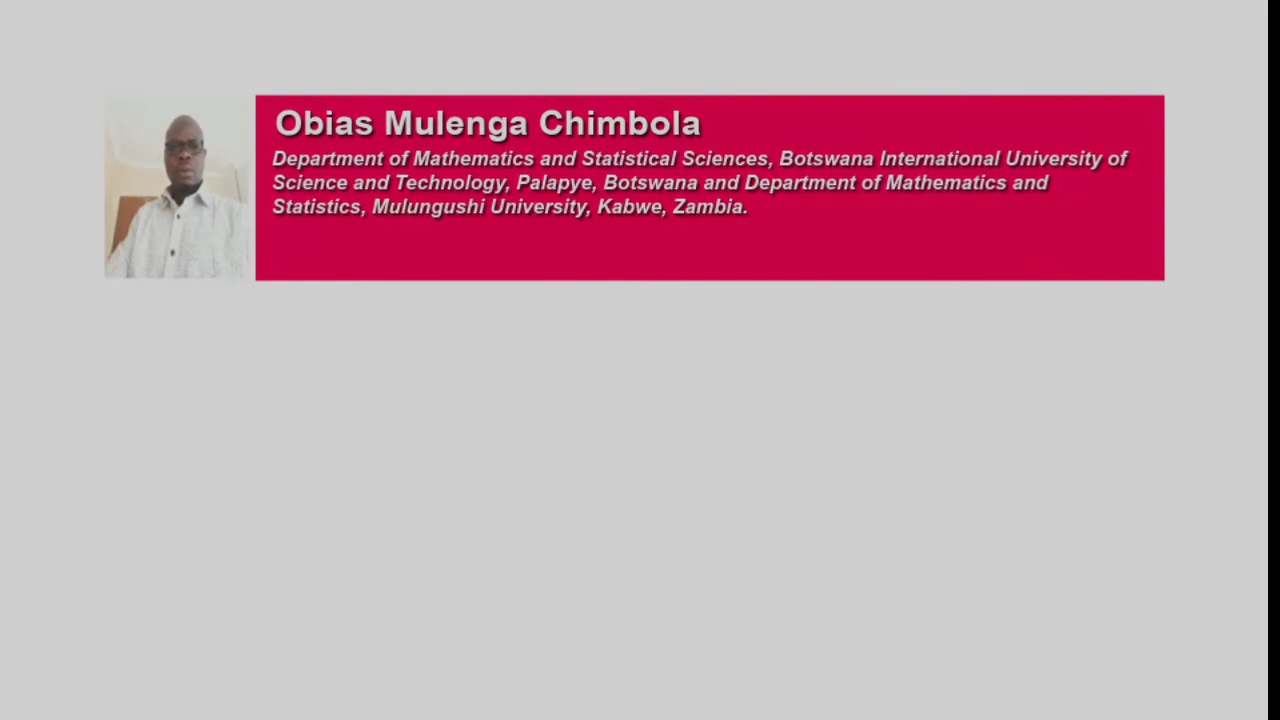 Obias Mulenga Chimbola
Department of Mathematics and Statistical Sciences, Botswana International University of
Science and Technology, Palapye, Botswana and Department of Mathematics and
Statistics, Mulungushi University, Kabwe, Zambia.